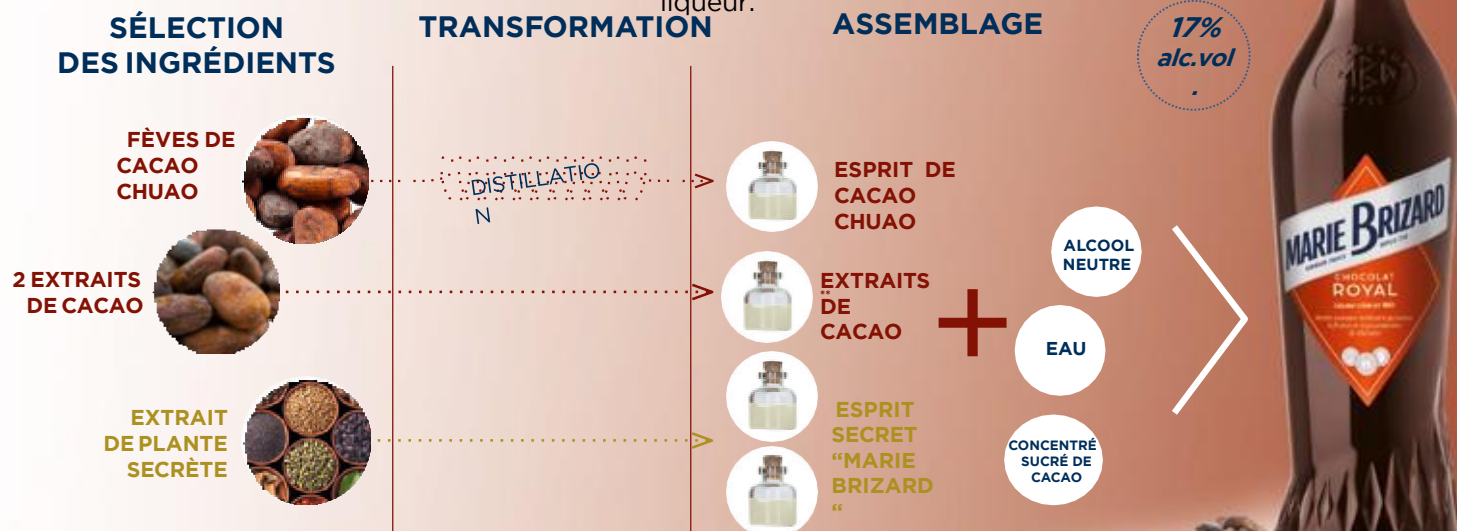 liqueur.
SÉLECTION
DES INGRÉDIENTS
TRANSFORMATION
ASSEMBLAGE
17%
alc.vol
.
FÈVES DE
CACAO
CHUAO
DISTILLATIO
N
ESPRIT DE
CACAO
CHUAO
2 EXTRAITS
DE CACAO
EXTRAITS
DE
CACAO
EXTRAIT
DE PLANTE
SECRÈTE
ESPRIT
SECRET
“MARIE
BRIZARD
“
ALCOOL
NEUTRE
EAU
CONCENTRÉ
SUCRÉ DE
CACAO
MARIE BRIZARD
CHOCOLAT
ROYAL